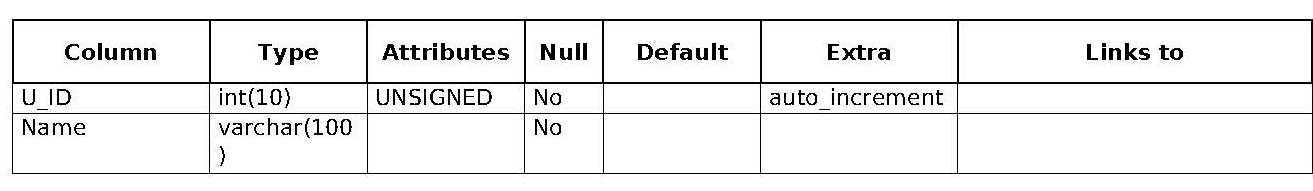 Column Type Attributes Null Default Extra Links to
U_ID int(10) UNSIGNED No auto_increment
Name varchar(100 No
)